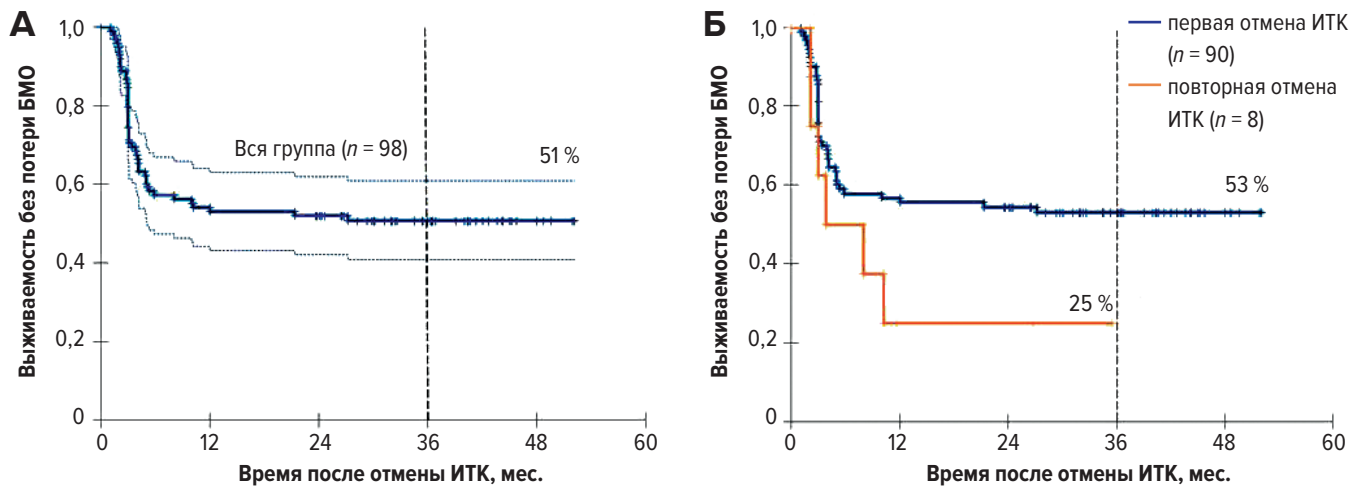 А
Выживаемость без потери БМО
1,0
0,8
0,6
0,4
0,2
0
Вся группа (n = 98)
51 %
0 12 24 36 48 60
Время после отмены ИТК, мес.
Б
Выживаемость без потери БМО
1,0
0,8
0,6
0,4
0,2
0
первая отмена ИТК
(n = 90)
повторная отмена
ИТК (n = 8)
53 %
25 %
0 12 24 36 48 60
Время после отмены ИТК, мес.